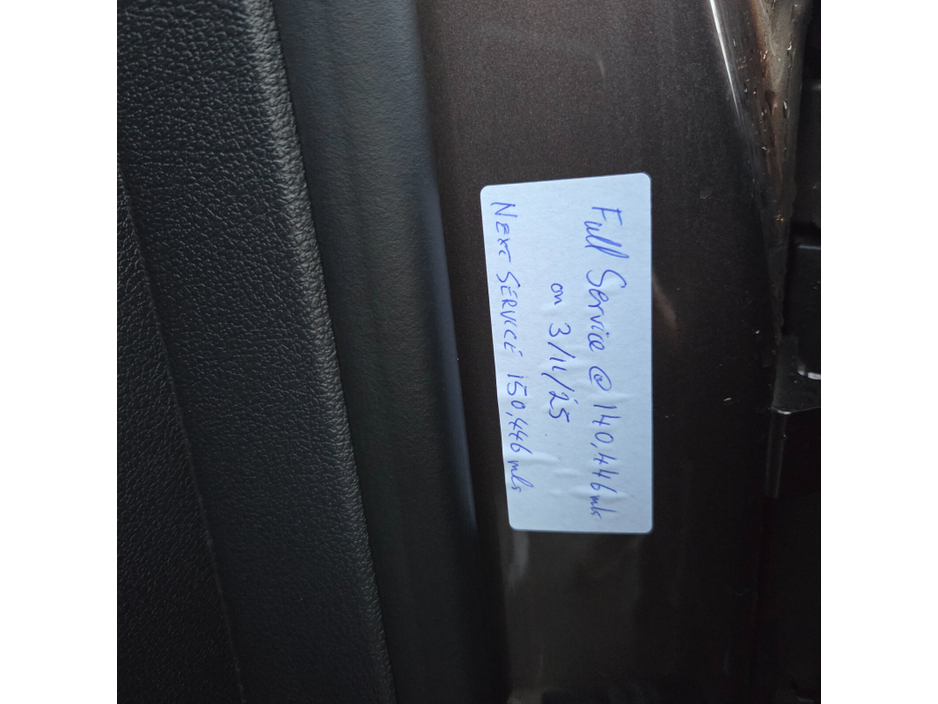 Full Service @ 140,446 mls
on 3/11/25
NEXT SERVICE 150,446 mls